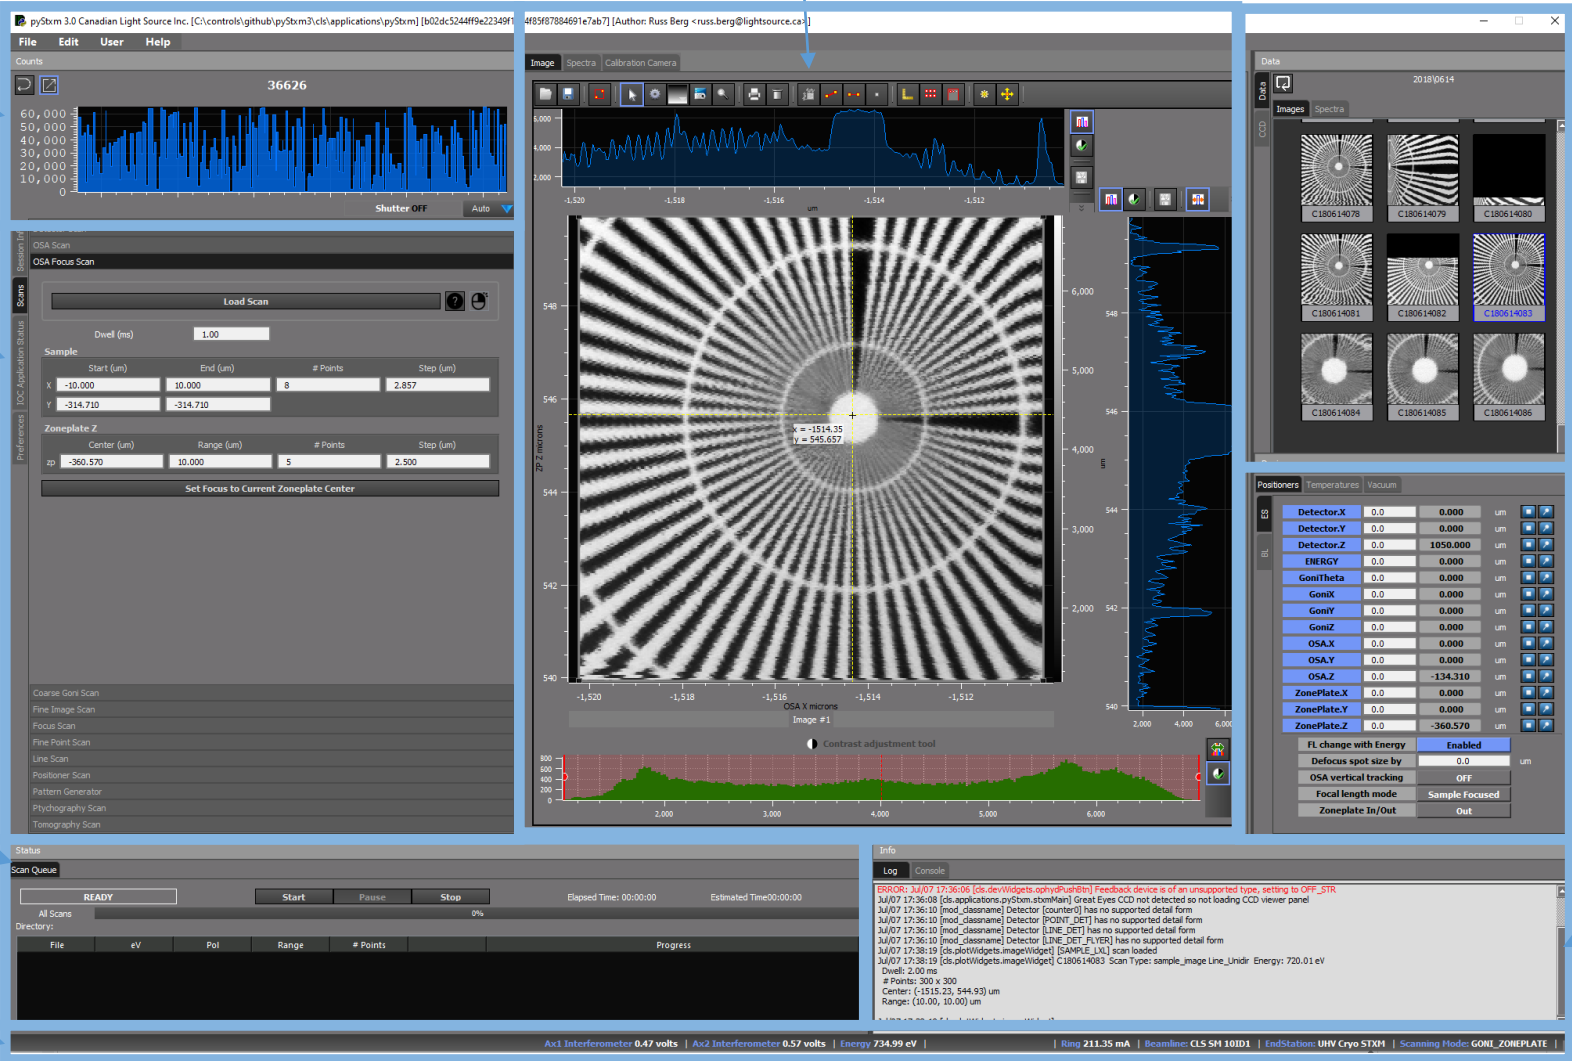 pyStxm 3.0 Canadian Light Source Inc. [C:\controls\github\pyStxm3\cls\applications\pyStxm] [b02dc5244ff9e22349f1 4f85f87884691e7ab7] [Author: Russ Berg <russ.berg@lightsource.ca>]
File Edit User Help
Counts
36626
60,000
50,000
40,000
30,000
20,000
10,000
0
Shutter OFF Auto
Scans
IOC Application Status
Preferences
OSA Scan
OSA Focus Scan
Load Scan
Dwell (ms) 1.00
Sample
Start (um) End (um) # Points Step (um)
X -10.000 10.000 8 2.857
Y -314.710 -314.710
Zoneplate Z
Center (um) Range (um) # Points Step (um)
zp -360.570 10.000 5 2.500
Set Focus to Current Zoneplate Center
Coarse Goni Scan
Fine Image Scan
Focus Scan
Fine Point Scan
Line Scan
Positioner Scan
Pattern Generator
Ptychography Scan
Tomography Scan
Image Spectra Calibration Camera
6,000
4,000
2,000
-1,520 -1,518 -1,516 -1,514 -1,512
um
548
546
544
542
540
ZP Z microns
x = -1514.35
y = 545.657
6,000
5,000
4,000
3,000
2,000
-1,520 -1,518 -1,516 -1,514 -1,512
OSA X microns
Image #1
548
546
544
542
540
um
2,000 4,000 6,000
Contrast adjustment tool
800
600
400
200
0
2,000 3,000 4,000 5,000 6,000
Data
Data
CCD
2018\0614
Images Spectra
C180614078 C180614079 C180614080
C180614081 C180614082 C180614083
C180614084 C180614085 C180614086
Positioners Temperatures Vacuum
ES
BL
Detector.X 0.0 0.000 um
Detector.Y 0.0 0.000 um
Detector.Z 0.0 1050.000 um
ENERGY 0.0 0.000 um
GoniTheta 0.0 0.000 um
GoniX 0.0 0.000 um
GoniY 0.0 0.000 um
GoniZ 0.0 0.000 um
OSA.X 0.0 0.000 um
OSA.Y 0.0 0.000 um
OSA.Z 0.0 -134.310 um
ZonePlate.X 0.0 0.000 um
ZonePlate.Y 0.0 0.000 um
ZonePlate.Z 0.0 -360.570 um
FL change with Energy Enabled
Defocus spot size by 0.0 um
OSA vertical tracking OFF
Focal length mode Sample Focused
Zoneplate In/Out Out
Status
Scan Queue
READY Start Pause Stop Elapsed Time: 00:00:00 Estimated Time00:00:00
All Scans 0%
Directory:
File eV Pol Range # Points Progress
Info
Log Console
ERROR: Jul/07 17:36:06 [cls.devWidgets.ophydPushBtn] Feedback device is of an unsupported type, setting to OFF_STR
Jul/07 17:36:08 [cls.applications.pyStxm.stxmMain] Great Eyes CCD not detected so not loading CCD viewer panel
Jul/07 17:36:10 [mod_classname] Detector [counter0] has no supported detail form
Jul/07 17:36:10 [mod_classname] Detector [POINT_DET] has no supported detail form
Jul/07 17:36:10 [mod_classname] Detector [LINE_DET] has no supported detail form
Jul/07 17:36:10 [mod_classname] Detector [LINE_DET_FLYER] has no supported detail form
Jul/07 17:38:19 [cls.plotWidgets.imageWidget] [SAMPLE_LXL] scan loaded
Jul/07 17:38:19 [cls.plotWidgets.imageWidget] C180614083 Scan Type: sample_image Line_Unidir Energy: 720.01 eV
Dwell: 2.00 ms
# Points: 300 x 300
Center: (-1515.23, 544.93) um
Range: (10.00, 10.00) um
Ax1 Interferometer 0.47 volts | Ax2 Interferometer 0.57 volts | Energy 734.99 eV | | Ring 211.35 mA | Beamline: CLS SM 10ID1 | EndStation: UHV Cryo STXM | Scanning Mode: GONI_ZONEPLATE |